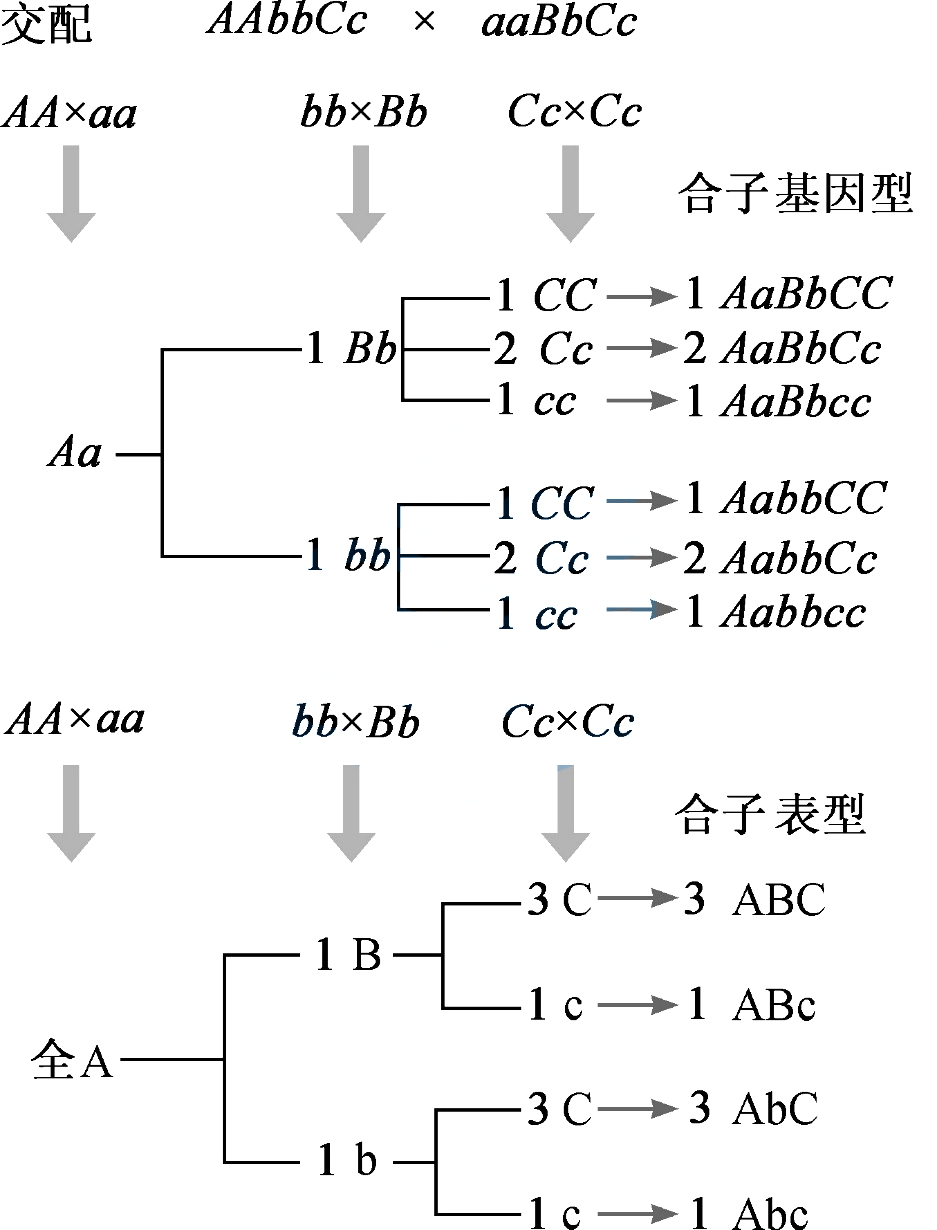 交配 AAbbCc × aaBbCc
AA×aa bb×Bb Cc×Cc
合子基因型
1 CC 1 AaBbCC
1 Bb 2 Cc 2 AaBbCc
1 cc 1 AaBbcc
Aa
1 CC 1 AabbCC
1 bb 2 Cc 2 AabbCc
1 cc 1 Aabbcc
AA×aa bb×Bb Cc×Cc
合子表型
3 C 3 ABC
1 B
1 c 1 ABc
全A
3 C 3 AbC
1 b
1 c 1 Abc